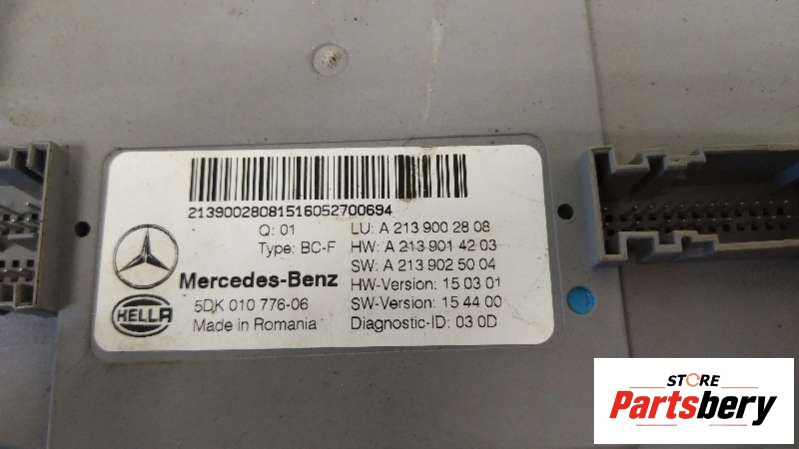 21390028081516052700694
Q: 01 LU: A 213 900 28 08
Type: BC-F HW: A 213 901 42 03
SW: A 213 902 50 04
Mercedes-Benz HW-Version: 15 03 01
5DK 010 776-06 SW-Version: 15 44 00
HELLA Made in Romania Diagnostic-ID: 03 0D
STORE
Partsbery